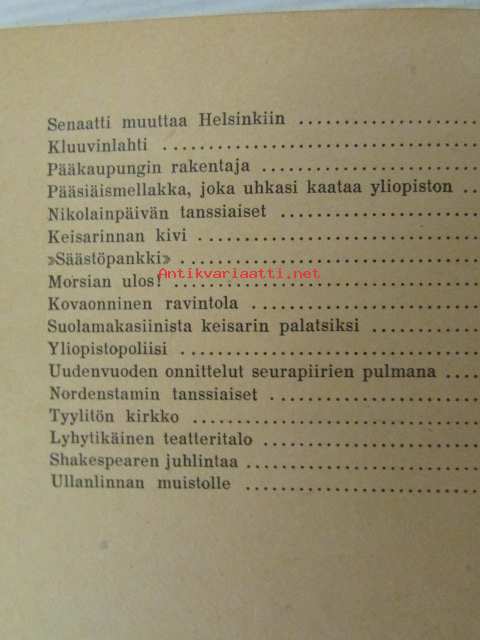 Senaatti muuttaa Helsinkiin ....................
Kluuvinlahti ....................
Pääkaupungin rakentaja ....................
Pääsiäismellakka, joka uhkasi kaataa yliopiston ...
Nikolainpäivän tanssiaiset ....................
Keisarinnan kivi ....................
»Säästöpankki» ....................
Antikvariaatti.net
Morsian ulos! ....................
Kovaonninen ravintola ....................
Suolamakasiinista keisarin palatsiksi ............
Yliopistopoliisi ....................
Uudenvuoden onnittelut seurapiirien pulmana ....
Nordenstamin tanssiaiset ....................
Tyylitön kirkko ....................
Lyhytikäinen teatteritalo ....................
Shakespearen juhlintaa ....................
Ullanlinnan muistolle ....................